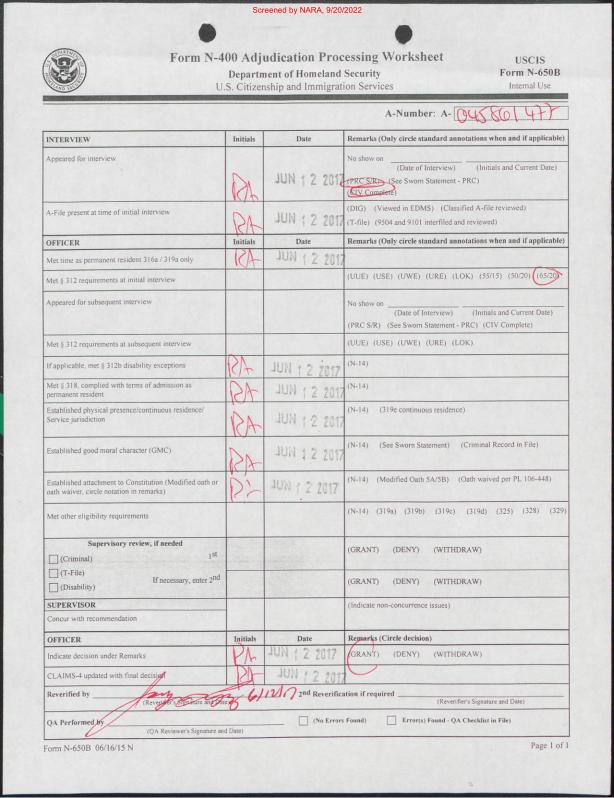 Screened by NARA, 9/20/2022
Form N-400 Adjudication Processing Worksheet
Department of Homeland Security
U.S. Citizenship and Immigration Services
USCIS
Form N-650B
Internal Use
A-Number: A- 045861477
INTERVIEW Initials Date Remarks (Only circle standard annotations when and if applicable)
Appeared for interview RA JUN 12 2017 No show on
(Date of Interview) (Initials and Current Date)
(PRC S/R) (See Sworn Statement - PRC)
(CIV Complete)
A-File present at time of initial interview RA JUN 12 2017 (DIG) (Viewed in EDMS) (Classified A-file reviewed)
(T-file) (9504 and 9101 interfiled and reviewed)
OFFICER Initials Date Remarks (Only circle standard annotations when and if applicable)
Met time as permanent resident 316a / 319a only RA JUN 12 2017
Met § 312 requirements at initial interview (UUE) (USE) (UWE) (URE) (LOK) (55/15) (50/20) (65/20)
Appeared for subsequent interview No show on
(Date of Interview) (Initials and Current Date)
(PRC S/R) (See Sworn Statement - PRC) (CIV Complete)
Met § 312 requirements at subsequent interview (UUE) (USE) (UWE) (URE) (LOK)
If applicable, met § 312b disability exceptions RA JUN 12 2017 (N-14)
Met § 318, complied with terms of admission as
permanent resident RA JUN 12 2017 (N-14)
Established physical presence/continuous residence/
Service jurisdiction RA JUN 12 2017 (N-14) (319e continuous residence)
Established good moral character (GMC) RA JUN 12 2017 (N-14) (See Sworn Statement) (Criminal Record in File)
Established attachment to Constitution (Modified oath or
oath waiver, circle notation in remarks) RA JUN 12 2017 (N-14) (Modified Oath 5A/5B) (Oath waived per PL 106-448)
Met other eligibility requirements (N-14) (319a) (319b) (319c) (319d) (325) (328) (329)
Supervisory review, if needed
(Criminal) 1st (GRANT) (DENY) (WITHDRAW)
(T-File)
(Disability) If necessary, enter 2nd (GRANT) (DENY) (WITHDRAW)
SUPERVISOR (Indicate non-concurrence issues)
Concur with recommendation
OFFICER Initials Date Remarks (Circle decision)
Indicate decision under Remarks RA JUN 12 2017 (GRANT) (DENY) (WITHDRAW)
CLAIMS-4 updated with final decision RA JUN 12 2017
Reverified by 6/12/17 2nd Reverification if required
(Reverifier's Signature and Date) (Reverifier's Signature and Date)
QA Performed by (No Errors Found) Error(s) Found - QA Checklist in File)
(QA Reviewer's Signature and Date)
Form N-650B 06/16/15 N Page 1 of 1